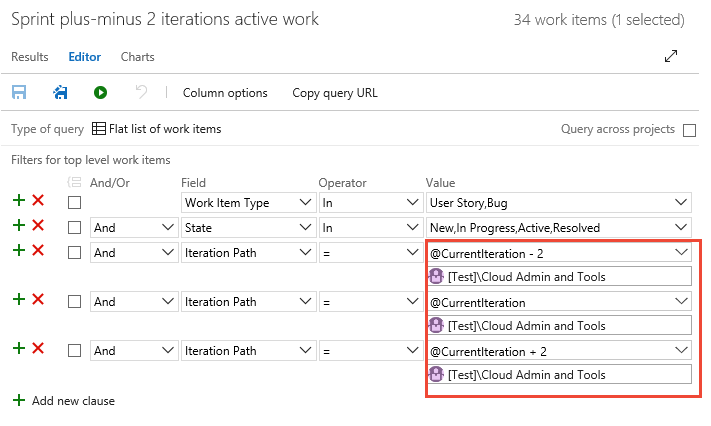 Sprint plus-minus 2 iterations active work 34 work items (1 selected)
Results Editor Charts
Column options Copy query URL
Type of query Flat list of work items Query across projects
Filters for top level work items
And/Or Field Operator Value
Work Item Type In User Story,Bug
And State In New,In Progress,Active,Resolved
And Iteration Path = @CurrentIteration - 2
[Test]\Cloud Admin and Tools
And Iteration Path = @CurrentIteration
[Test]\Cloud Admin and Tools
And Iteration Path = @CurrentIteration + 2
[Test]\Cloud Admin and Tools
Add new clause